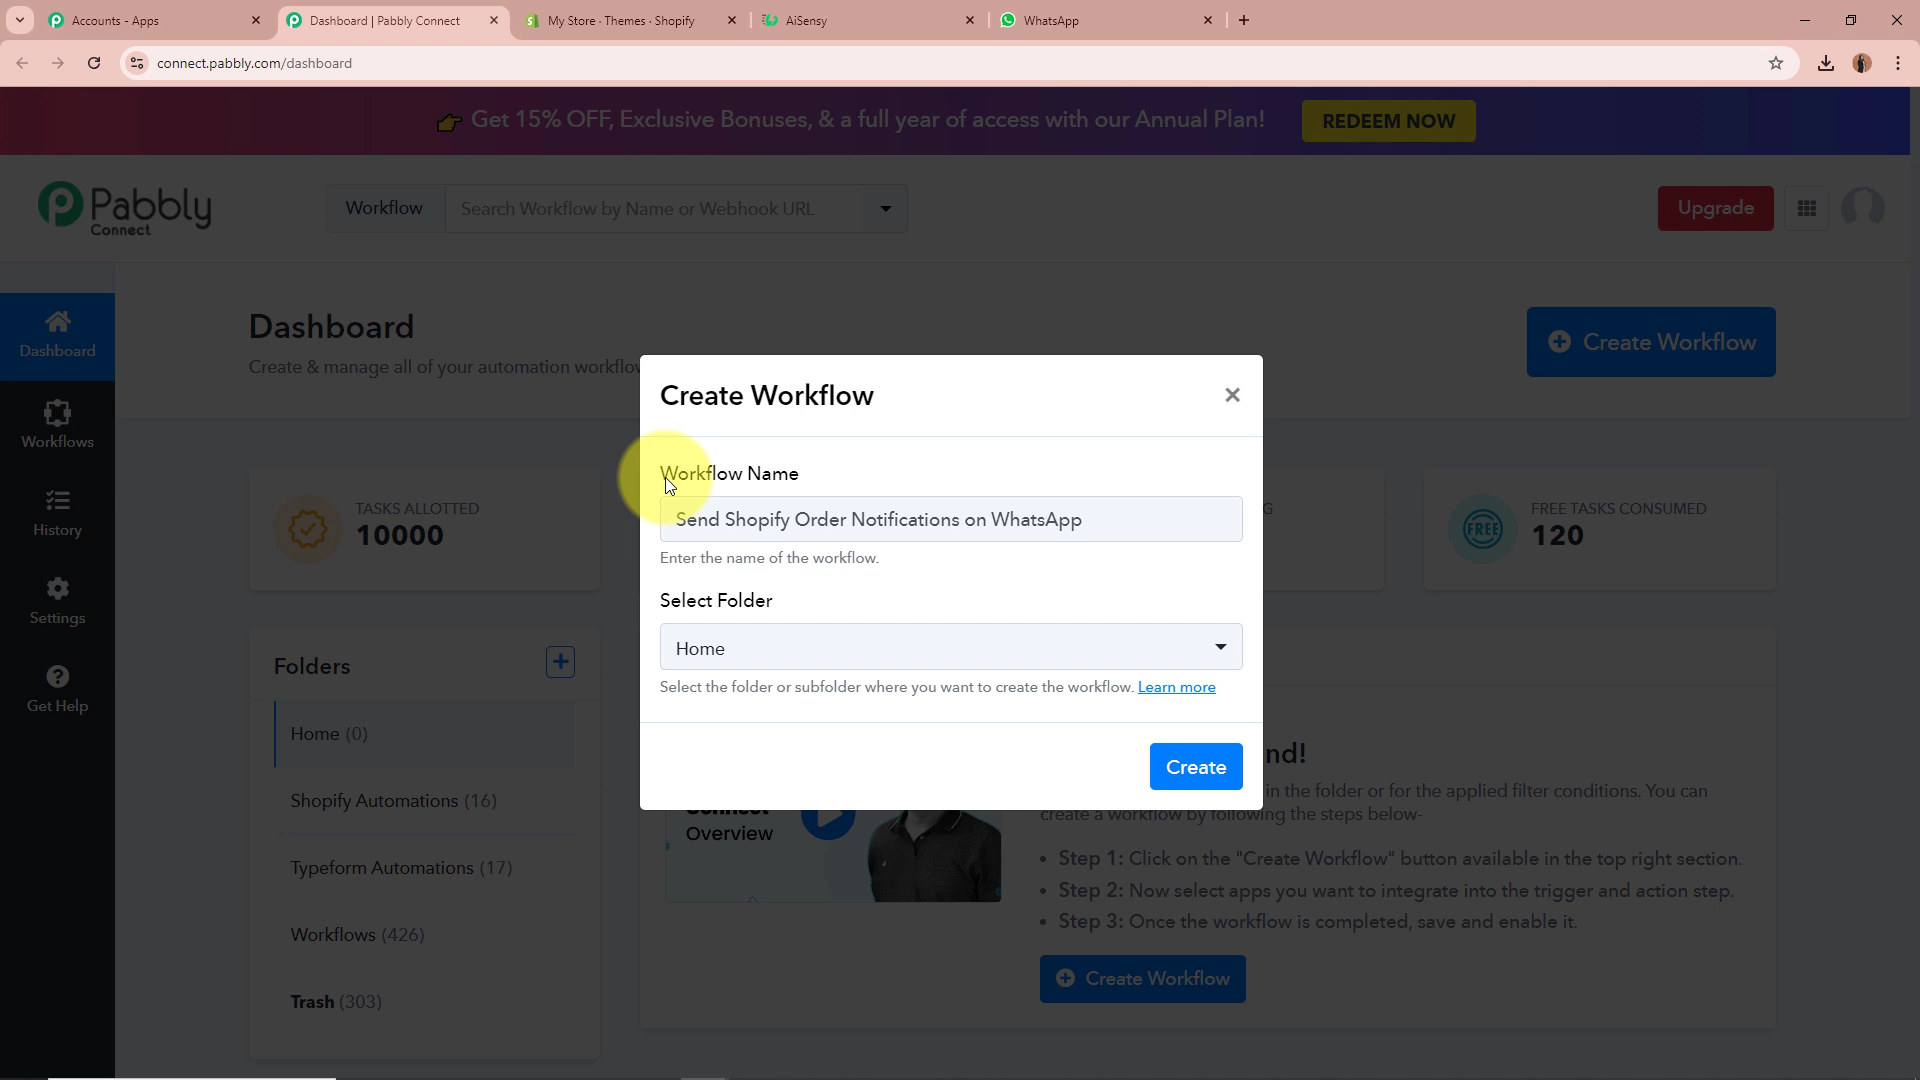 Accounts - Apps
Dashboard | Pabbly Connect
My Store · Themes · Shopify
AiSensy
WhatsApp
connect.pabbly.com/dashboard
Get 15% OFF, Exclusive Bonuses, & a full year of access with our Annual Plan!
REDEEM NOW
Pabbly
Connect
Workflow
Search Workflow by Name or Webhook URL
Upgrade
Dashboard
Create & manage all of your automation workflow
Create Workflow
Dashboard
Workflows
History
Settings
Get Help
TASKS ALLOTTED
10000
G
FREE
FREE TASKS CONSUMED
120
Create Workflow
Workflow Name
Send Shopify Order Notifications on WhatsApp
Enter the name of the workflow.
Select Folder
Home
Select the folder or subfolder where you want to create the workflow. Learn more
Create
Folders
Home (0)
Shopify Automations (16)
Typeform Automations (17)
Workflows (426)
Trash (303)
Connect
Overview
nd!
in the folder or for the applied filter conditions. You can
create a workflow by following the steps below-
• Step 1: Click on the "Create Workflow" button available in the top right section.
• Step 2: Now select apps you want to integrate into the trigger and action step.
• Step 3: Once the workflow is completed, save and enable it.
Create Workflow